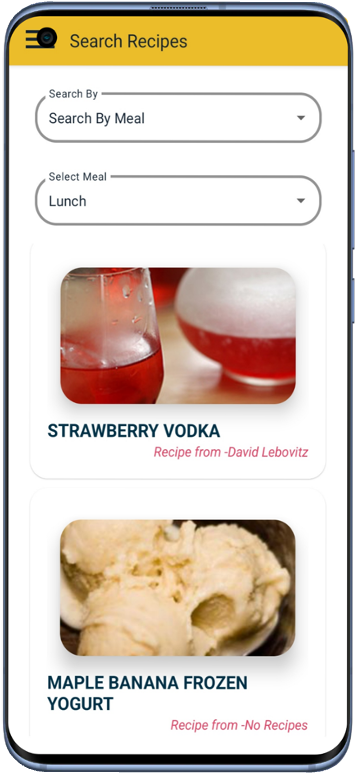 Search Recipes
Search By
Search By Meal
Select Meal
Lunch
STRAWBERRY VODKA
Recipe from -David Lebovitz
MAPLE BANANA FROZEN
YOGURT
Recipe from -No Recipes